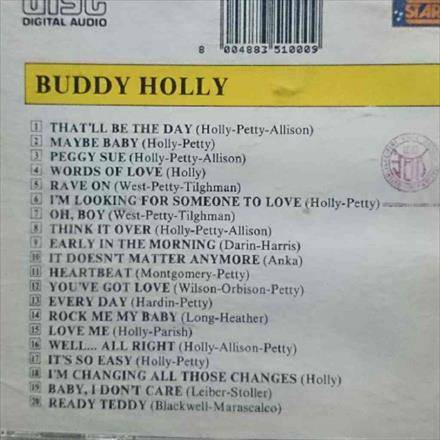 DISC
DIGITAL AUDIO
STAR
8 004883 510009
BUDDY HOLLY
1 THAT'LL BE THE DAY (Holly-Petty-Allison)
2 MAYBE BABY (Holly-Petty)
3 PEGGY SUE (Holly-Petty-Allison)
4 WORDS OF LOVE (Holly)
5 RAVE ON (West-Petty-Tilghman)
6 I'M LOOKING FOR SOMEONE TO LOVE (Holly-Petty)
7 OH, BOY (West-Petty-Tilghman)
8 THINK IT OVER (Holly-Petty-Allison)
9 EARLY IN THE MORNING (Darin-Harris)
10 IT DOESN'T MATTER ANYMORE (Anka)
11 HEARTBEAT (Montgomery-Petty)
12 YOU'VE GOT LOVE (Wilson-Orbison-Petty)
13 EVERY DAY (Hardin-Petty)
14 ROCK ME MY BABY (Long-Heather)
15 LOVE ME (Holly-Parish)
16 WELL... ALL RIGHT (Holly-Allison-Petty)
17 IT'S SO EASY (Holly-Petty)
18 I'M CHANGING ALL THOSE CHANGES (Holly)
19 BABY, I DON'T CARE (Leiber-Stoller)
20 READY TEDDY (Blackwell-Marascalco)